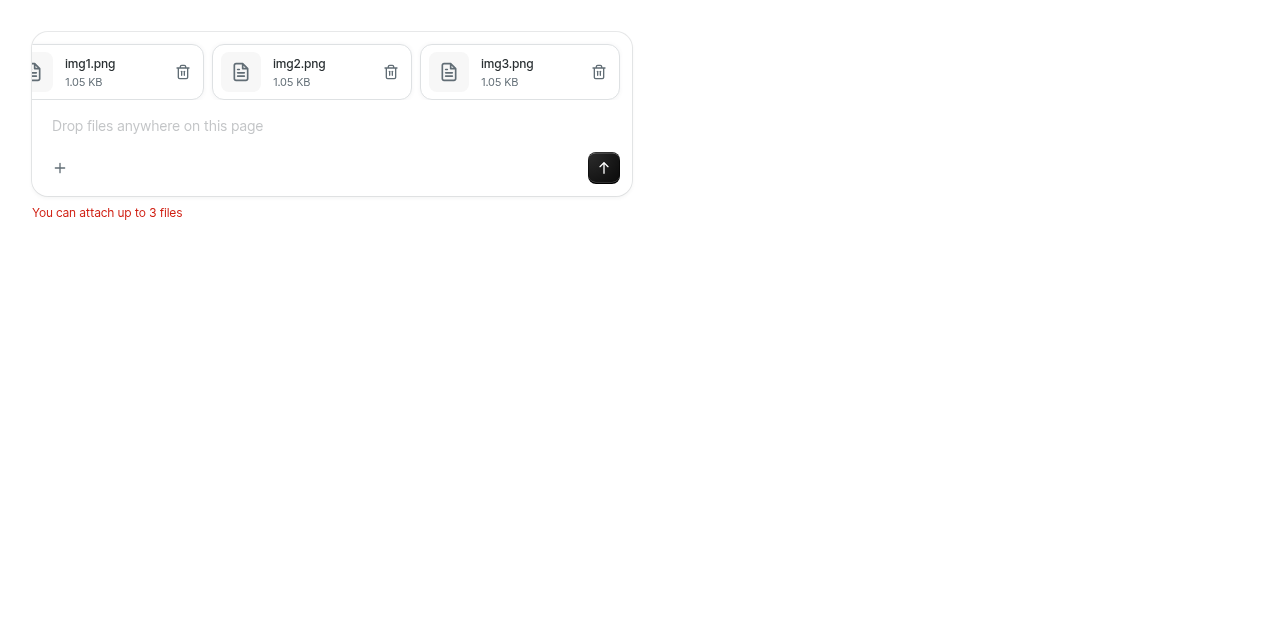 img1.png
1.05 KB
img2.png
1.05 KB
img3.png
1.05 KB
Drop files anywhere on this page
You can attach up to 3 files